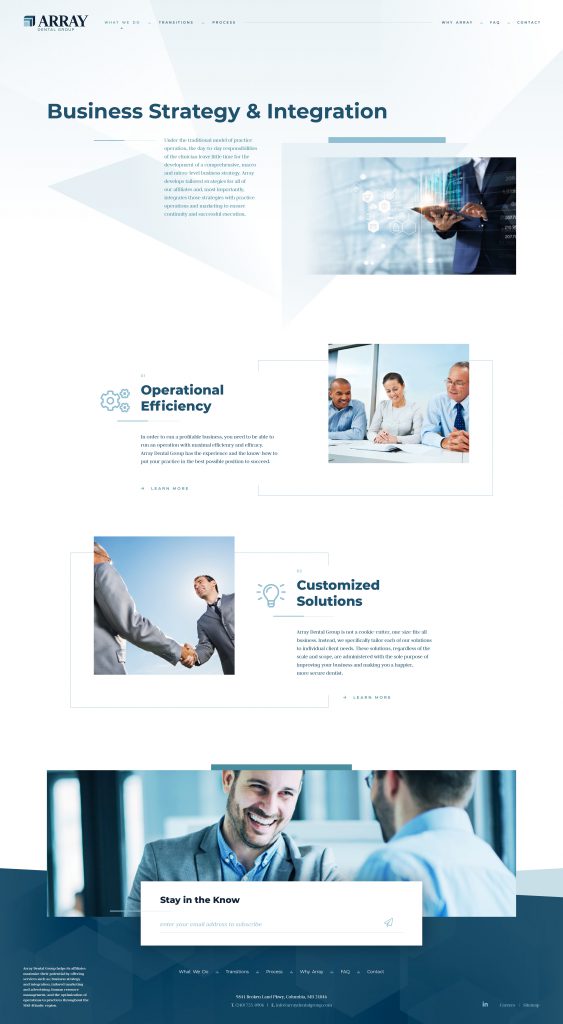 ARRAY
DENTAL GROUP
WHAT WE DO
TRANSITIONS
PROCESS
WHY ARRAY
FAQ
CONTACT
Business Strategy & Integration
Under the traditional model of practice
operation, the day-to-day responsibilities
of the clinician leave little time for the
development of a comprehensive, macro
and micro-level business strategy. Array
develops tailored strategies for all of
our affiliates and, most importantly,
integrates those strategies with practice
operations and marketing to ensure
continuity and successful execution.
01
Operational
Efficiency
In order to run a profitable business, you need to be able to
run an operation with maximal efficiency and efficacy.
Array Dental Group has the experience and the know-how to
put your practice in the best possible position to succeed.
LEARN MORE
02
Customized
Solutions
Array Dental Group is not a cookie-cutter, one size fits all
business. Instead, we specifically tailor each of our solutions
to individual client needs. These solutions, regardless of the
scale and scope, are administered with the sole purpose of
improving your business and making you a happier,
more secure dentist.
LEARN MORE
Stay in the Know
enter your email address to subscribe
Array Dental Group helps its affiliates
maximize their potential by offering
services such as, business strategy
and integration, tailored marketing
and advertising, human resource
management, and the optimization of
operations to practices throughout the
Mid-Atlantic region.
What We Do
Transitions
Process
Why Array
FAQ
Contact
9841 Broken Land Pkwy, Columbia, MD 21046
in
Careers | Sitemap